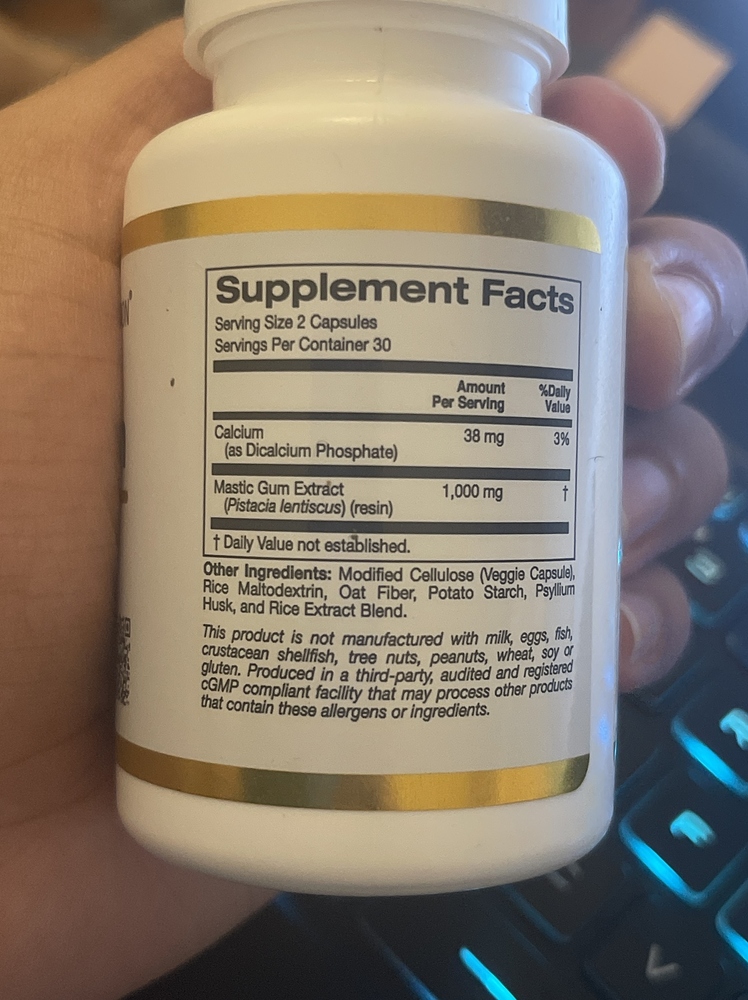 Supplement Facts
Serving Size 2 Capsules
Servings Per Container 30
Amount Per Serving %Daily Value
Calcium 38 mg 3%
(as Dicalcium Phosphate)
Mastic Gum Extract 1,000 mg †
(Pistacia lentiscus) (resin)
† Daily Value not established.
Other Ingredients: Modified Cellulose (Veggie Capsule),
Rice Maltodextrin, Oat Fiber, Potato Starch, Psyllium
Husk, and Rice Extract Blend.
This product is not manufactured with milk, eggs, fish,
crustacean shellfish, tree nuts, peanuts, wheat, soy or
gluten. Produced in a third-party, audited and registered
cGMP compliant facility that may process other products
that contain these allergens or ingredients.